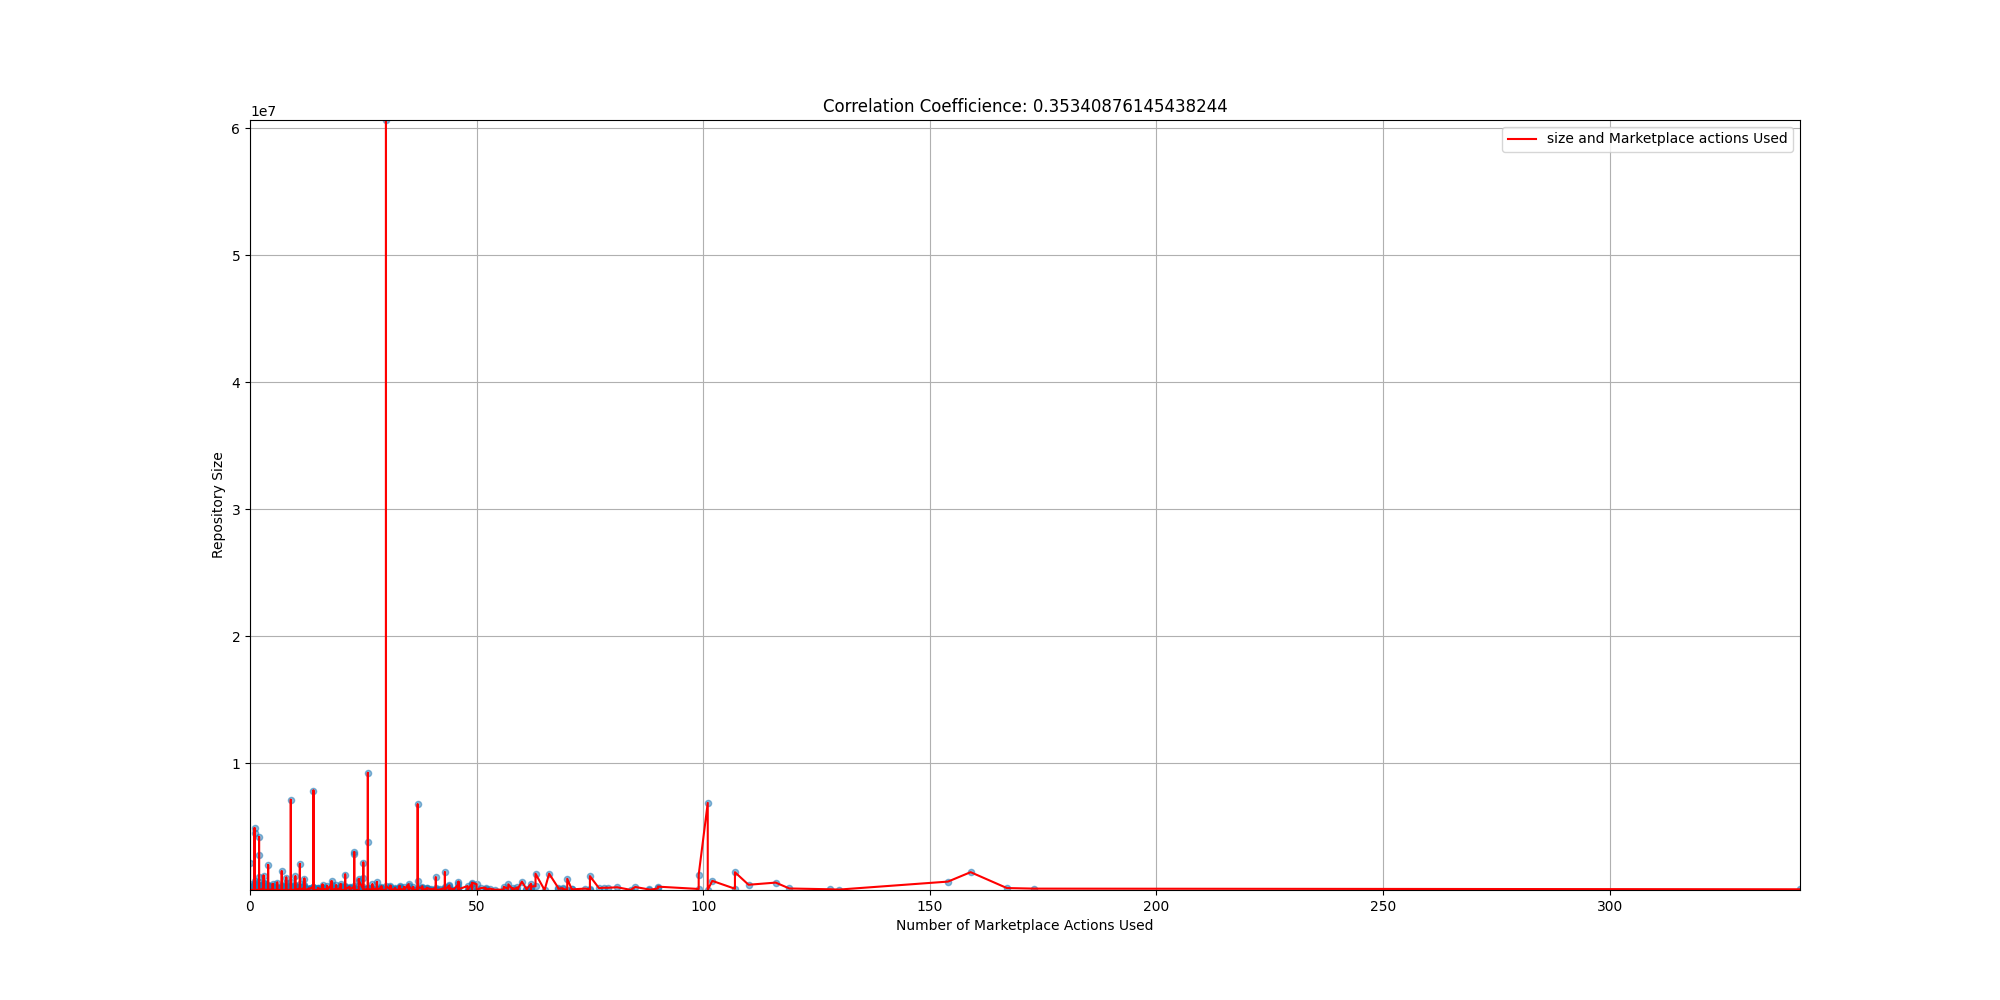 Correlation Coefficience: 0.35340876145438244
1e7
size and Marketplace actions Used
6
5
4
3
2
1
Repository Size
0 50 100 150 200 250 300
Number of Marketplace Actions Used